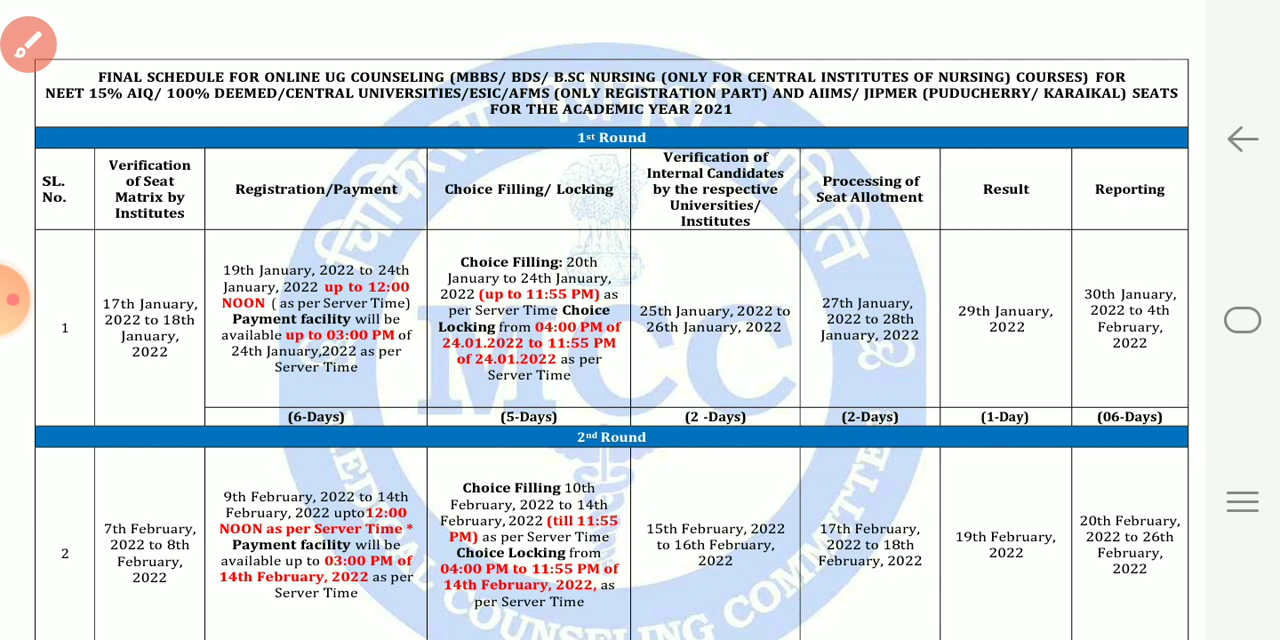 FINAL SCHEDULE FOR ONLINE UG COUNSELING (MBBS/ BDS/ B.SC NURSING (ONLY FOR CENTRAL INSTITUTES OF NURSING) COURSES) FOR
NEET 15% AIQ/ 100% DEEMED/CENTRAL UNIVERSITIES/ESIC/AFMS (ONLY REGISTRATION PART) AND AIIMS/ JIPMER (PUDUCHERRY/ KARAIKAL) SEATS
FOR THE ACADEMIC YEAR 2021
1st Round
SL.
No.
Verification
of Seat
Matrix by
Institutes
Registration/Payment
Choice Filling/ Locking
Verification of
Internal Candidates
by the respective
Universities/
Institutes
Processing of
Seat Allotment
Result
Reporting
1
17th January,
2022 to 18th
January,
2022
19th January, 2022 to 24th
January, 2022 up to 12:00
NOON ( as per Server Time)
Payment facility will be
available up to 03:00 PM of
24th January,2022 as per
Server Time
Choice Filling: 20th
January to 24th January,
2022 (up to 11:55 PM) as
per Server Time Choice
Locking from 04:00 PM of
24.01.2022 to 11:55 PM
of 24.01.2022 as per
Server Time
25th January, 2022 to
26th January, 2022
27th January,
2022 to 28th
January, 2022
29th January,
2022
30th January,
2022 to 4th
February,
2022
(6-Days)
(5-Days)
(2 -Days)
(2-Days)
(1-Day)
(06-Days)
2nd Round
2
7th February,
2022 to 8th
February,
2022
9th February, 2022 to 14th
February, 2022 upto12:00
NOON as per Server Time *
Payment facility will be
available up to 03:00 PM of
14th February, 2022 as per
Server Time
Choice Filling 10th
February, 2022 to 14th
February, 2022 (till 11:55
PM) as per Server Time
Choice Locking from
04:00 PM to 11:55 PM of
14th February, 2022, as
per Server Time
15th February, 2022
to 16th February,
2022
17th February,
2022 to 18th
February, 2022
19th February,
2022
20th February,
2022 to 26th
February,
2022
MCC
COUNSELING COMMITTEE